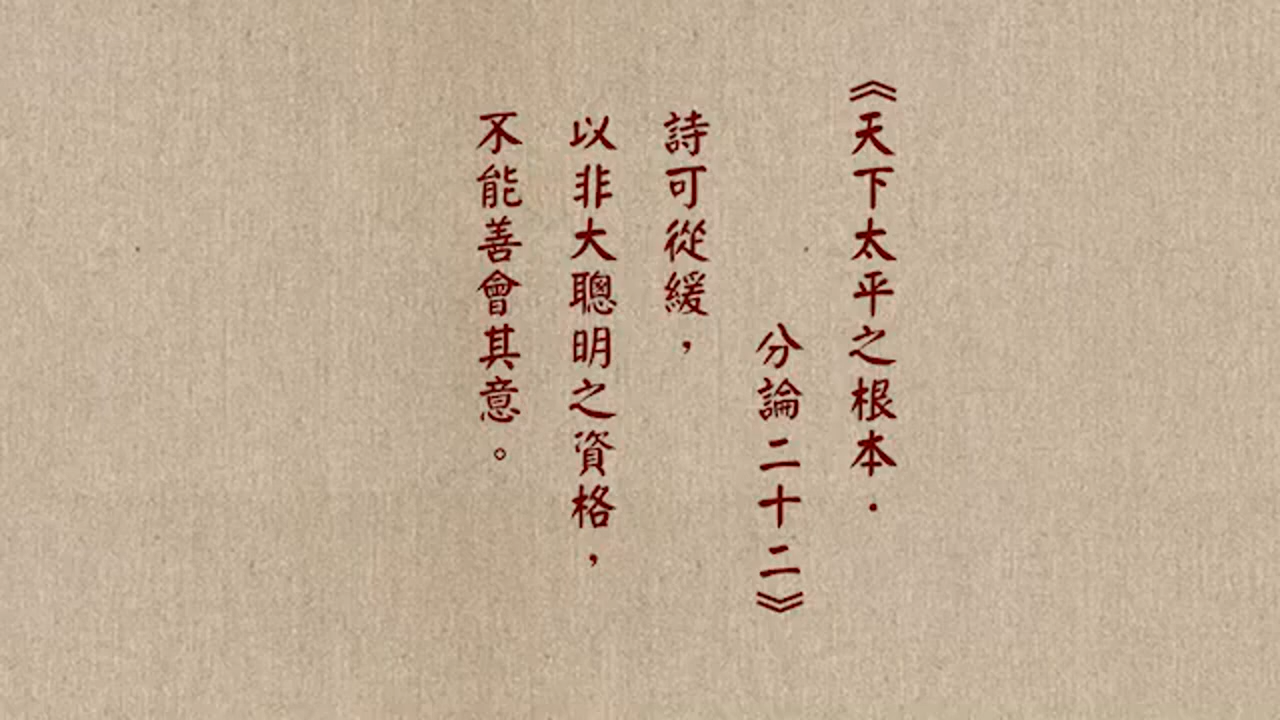 《天下太平之根本．
分論二十二》
詩可從緩，
以非大聰明之資格，
不能善會其意。